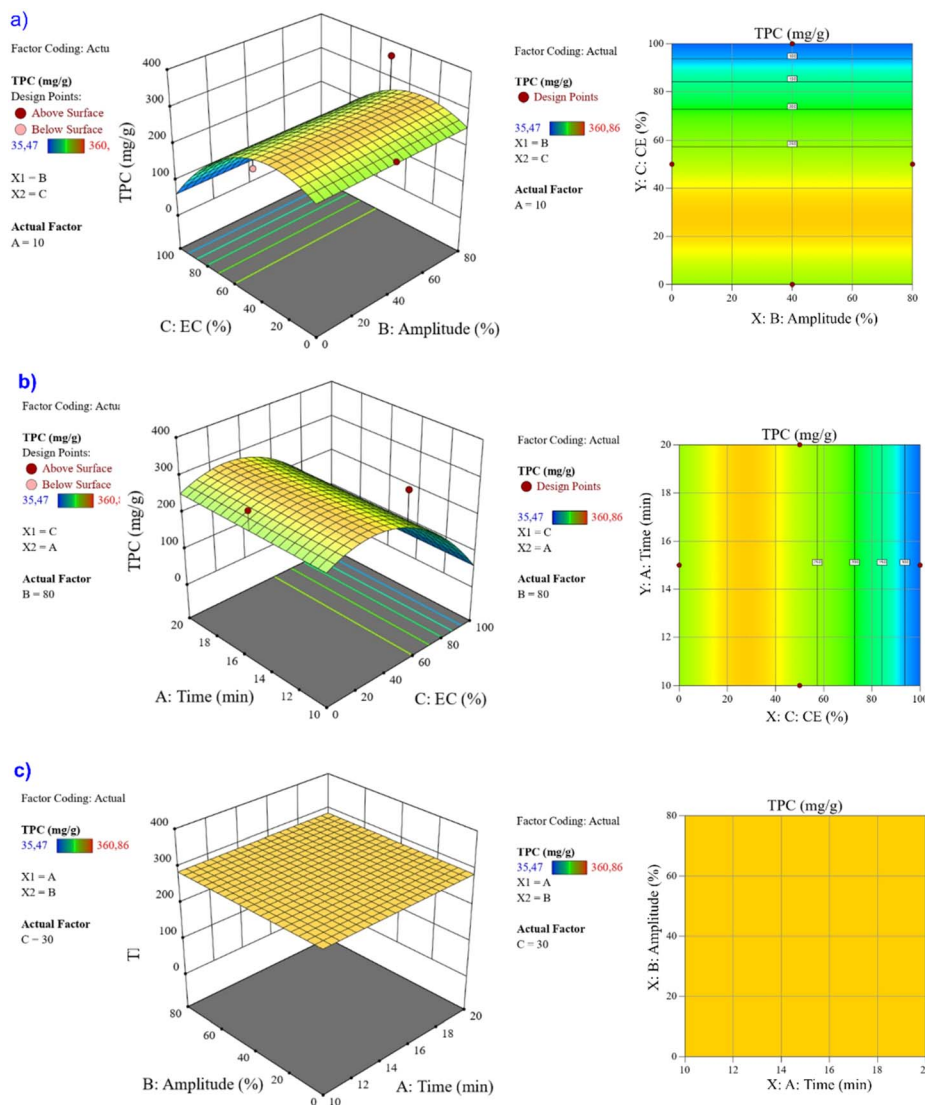 a)
Factor Coding: Actu
TPC (mg/g)
Design Points:
Above Surface
Below Surface
35,47 360,
X1 = B
X2 = C
Actual Factor
A = 10
TPC (mg/g)
400
300
200
100
0
100
80
60
40
20
0
C: EC (%)
0
20
40
60
80
B: Amplitude (%)
Factor Coding: Actual
TPC (mg/g)
Design Points
35,47 360,86
X1 = B
X2 = C
Actual Factor
A = 10
TPC (mg/g)
Y: C: CE (%)
100
80
60
40
20
0
0 20 40 60 80
X: B: Amplitude (%)
b)
Factor Coding: Actu
TPC (mg/g)
Design Points:
Above Surface
Below Surface
35,47 360,8
X1 = C
X2 = A
Actual Factor
B = 80
TPC (mg/g)
400
300
200
100
0
20
18
16
14
12
10
A: Time (min)
0
20
40
60
80
100
C: EC (%)
Factor Coding: Actual
TPC (mg/g)
Design Points
35,47 360,86
X1 = C
X2 = A
Actual Factor
B = 80
TPC (mg/g)
Y: A: Time (min)
20
18
16
14
12
10
0 20 40 60 80 100
X: C: CE (%)
c)
Factor Coding: Actual
TPC (mg/g)
35,47 360,86
X1 = A
X2 = B
Actual Factor
C = 30
400
300
200
100
0
80
60
40
20
0
B: Amplitude (%)
10
12
14
16
18
20
A: Time (min)
Factor Coding: Actual
TPC (mg/g)
35,47 360,86
X1 = A
X2 = B
Actual Factor
C = 30
TPC (mg/g)
X: B: Amplitude (%)
80
60
40
20
0
10 12 14 16 18 2
X: A: Time (min)